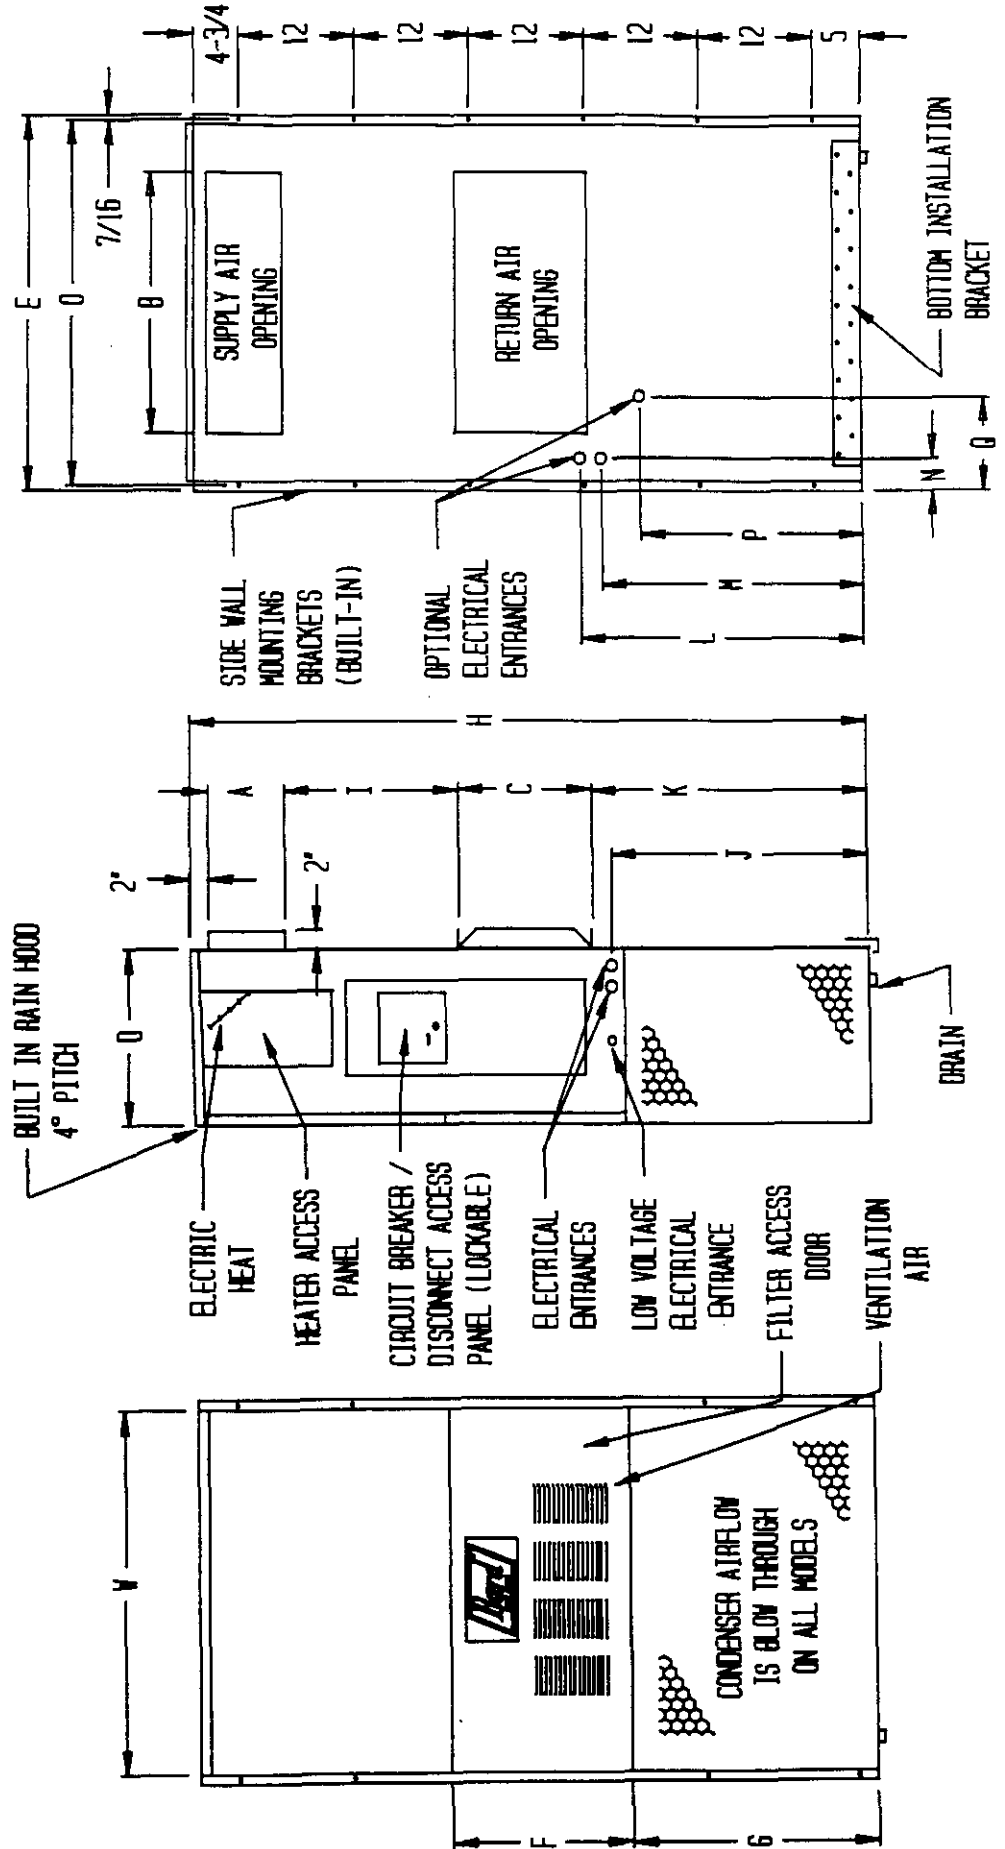 W
F
G
Bard
CONDENSER AIRFLOW
IS BLOW THROUGH
ON ALL MODELS
FILTER ACCESS
DOOR
VENTILATION
AIR
BUILT IN RAIN HOOD
4° PITCH
ELECTRIC
HEAT
HEATER ACCESS
PANEL
CIRCUIT BREAKER /
DISCONNECT ACCESS
PANEL (LOCKABLE)
ELECTRICAL
ENTRANCES
LOW VOLTAGE
ELECTRICAL
ENTRANCE
D
2"
A
2"
I
C
K
J
H
DRAIN
SIDE WALL
MOUNTING
BRACKETS
(BUILT-IN)
OPTIONAL
ELECTRICAL
ENTRANCES
E
O
7/16
B
SUPPLY AIR
OPENING
RETURN AIR
OPENING
4-3/4
12
12
12
12
12
5
L
M
P
N
Q
BOTTOM INSTALLATION
BRACKET